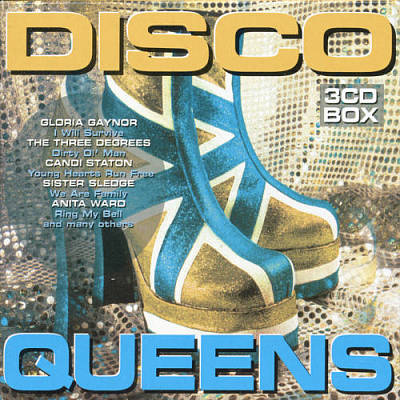 DISCO
3CD
BOX
GLORIA GAYNOR
I Will Survive
THE THREE DEGREES
Dirty Ol' Man
CANDI STATON
Young Hearts Run Free
SISTER SLEDGE
We Are Family
ANITA WARD
Ring My Bell
and many others
QUEENS